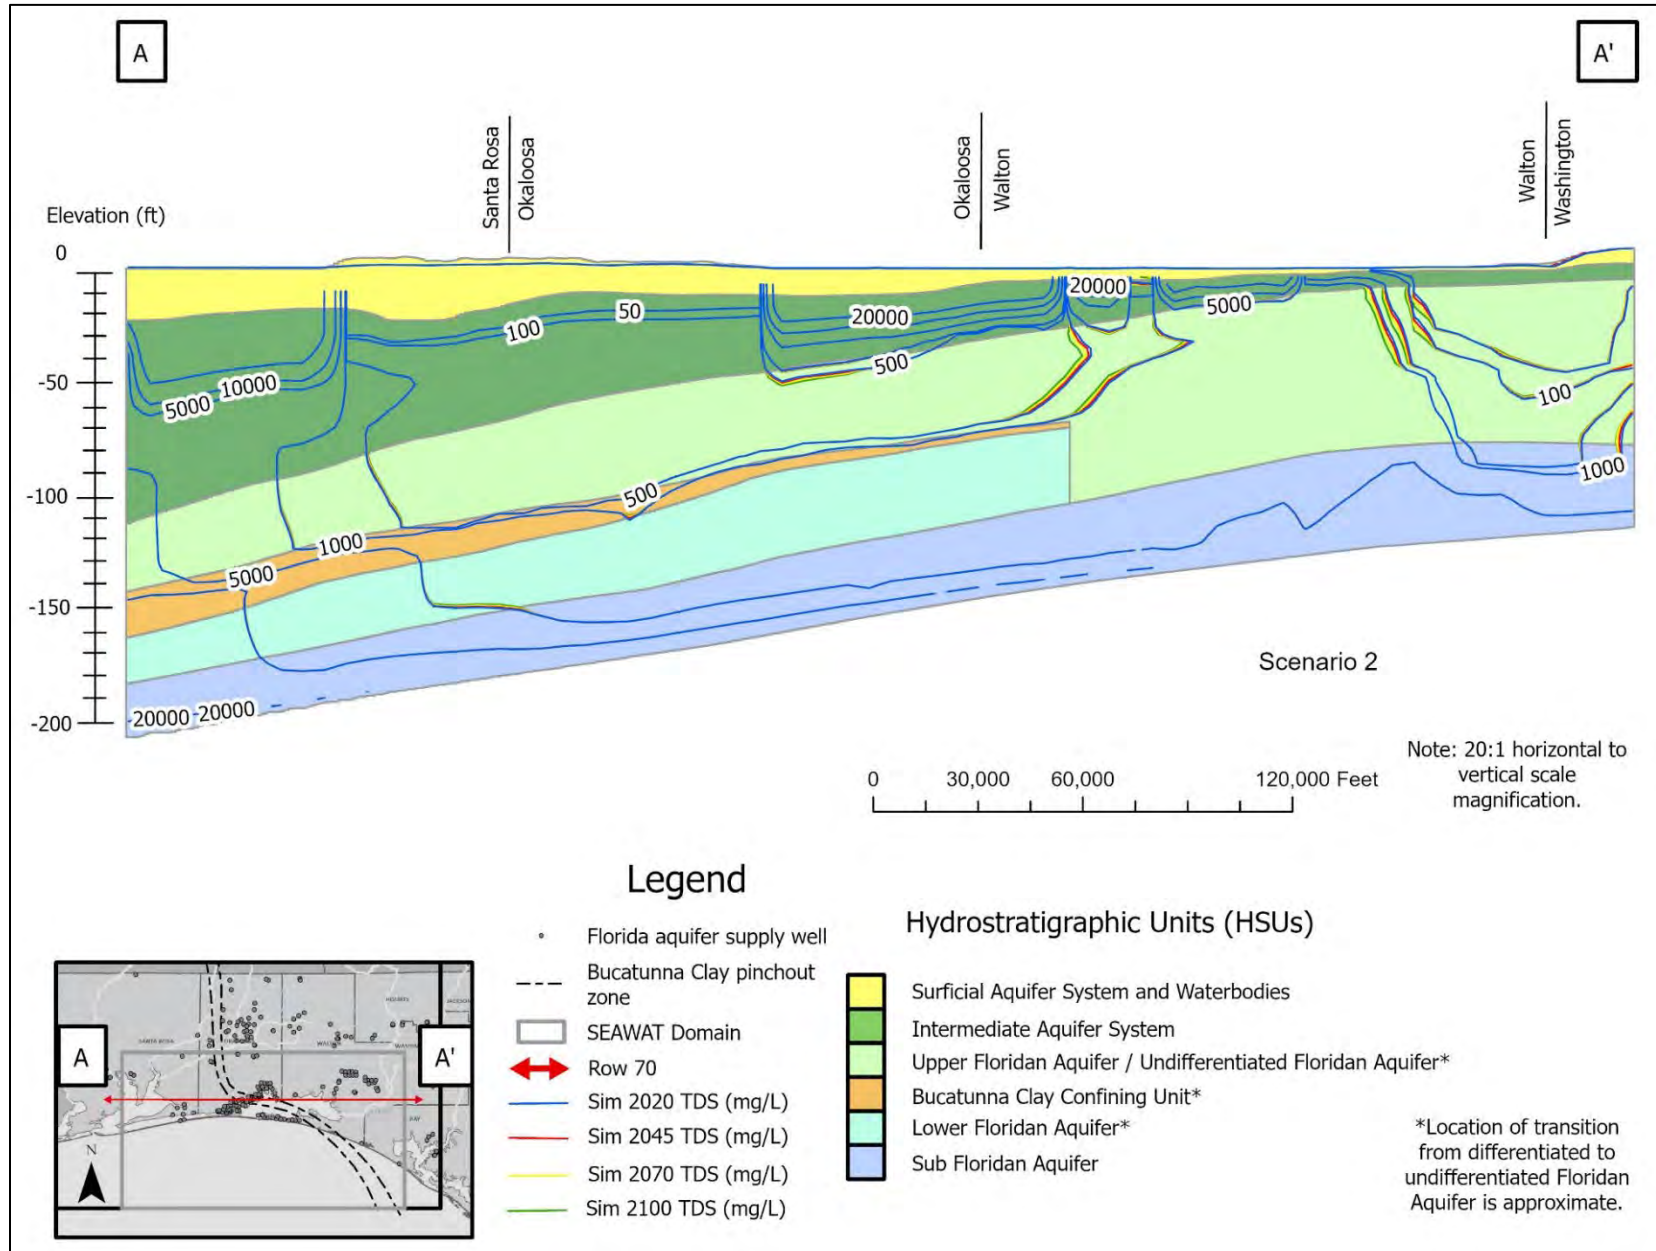 A
A'
Santa Rosa
Okaloosa
Okaloosa
Walton
Walton
Washington
Elevation (ft)
0
-50
-100
-150
-200
20000
50
100
20000
5000
500
10000
5000
100
1000
500
1000
5000
20000 20000
Scenario 2
0 30,000 60,000 120,000 Feet
Note: 20:1 horizontal to
vertical scale
magnification.
Legend
Florida aquifer supply well
Bucatunna Clay pinchout
zone
SEAWAT Domain
Row 70
Sim 2020 TDS (mg/L)
Sim 2045 TDS (mg/L)
Sim 2070 TDS (mg/L)
Sim 2100 TDS (mg/L)
Hydrostratigraphic Units (HSUs)
Surficial Aquifer System and Waterbodies
Intermediate Aquifer System
Upper Floridan Aquifer / Undifferentiated Floridan Aquifer*
Bucatunna Clay Confining Unit*
Lower Floridan Aquifer*
Sub Floridan Aquifer
*Location of transition
from differentiated to
undifferentiated Floridan
Aquifer is approximate.
A
A'
SANTA ROSA
HOLMES
BAY
N